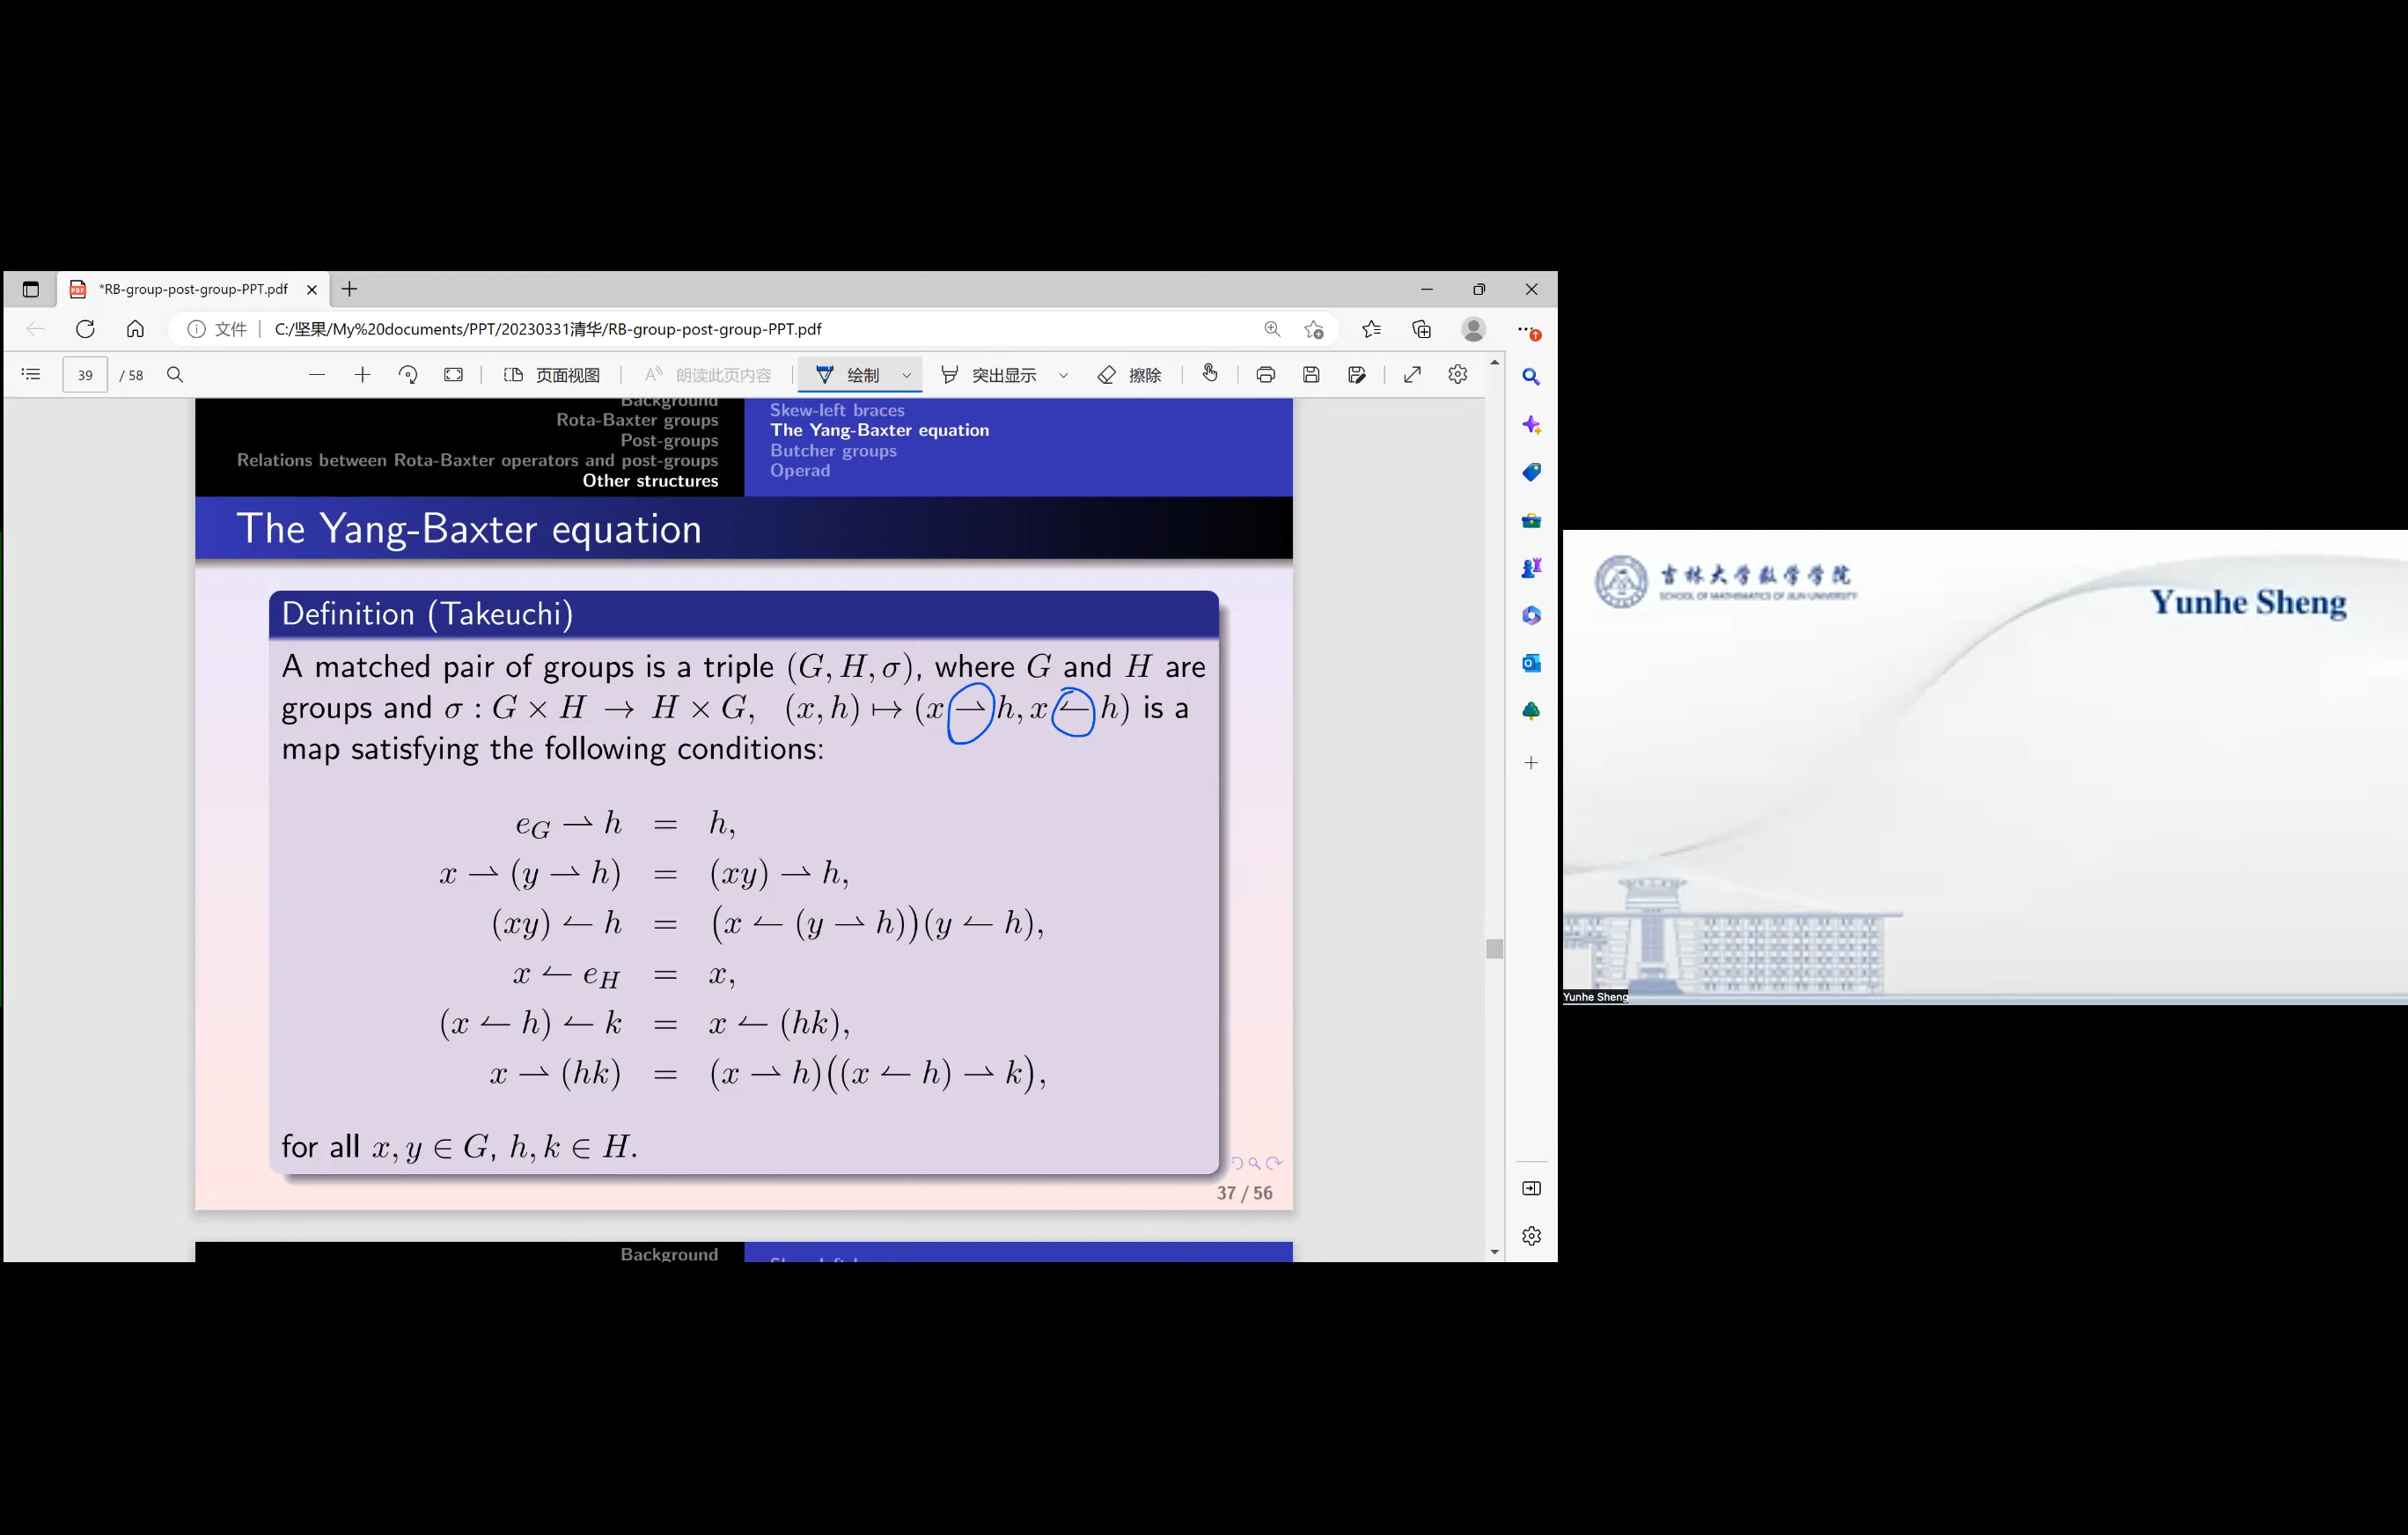 *RB-group-post-group-PPT.pdf
文件 C:/坚果/My%20documents/PPT/20230331清华/RB-group-post-group-PPT.pdf
39 / 58 页面视图 朗读此页内容 绘制 突出显示 擦除
Background
Rota-Baxter groups
Post-groups
Relations between Rota-Baxter operators and post-groups
Other structures
Skew-left braces
The Yang-Baxter equation
Butcher groups
Operad
The Yang-Baxter equation
Definition (Takeuchi)
A matched pair of groups is a triple (G, H, σ), where G and H are
groups and σ : G × H → H × G, (x, h) ↦ (x ⇀ h, x ↼ h) is a
map satisfying the following conditions:
e_G ⇀ h = h,
x ⇀ (y ⇀ h) = (xy) ⇀ h,
(xy) ↼ h = (x ↼ (y ⇀ h))(y ↼ h),
x ↼ e_H = x,
(x ↼ h) ↼ k = x ↼ (hk),
x ⇀ (hk) = (x ⇀ h)((x ↼ h) ⇀ k),
for all x, y ∈ G, h, k ∈ H.
37 / 56
Background
吉林大学数学学院
SCHOOL OF MATHEMATICS OF JILIN UNIVERSITY
Yunhe Sheng
Yunhe Sheng